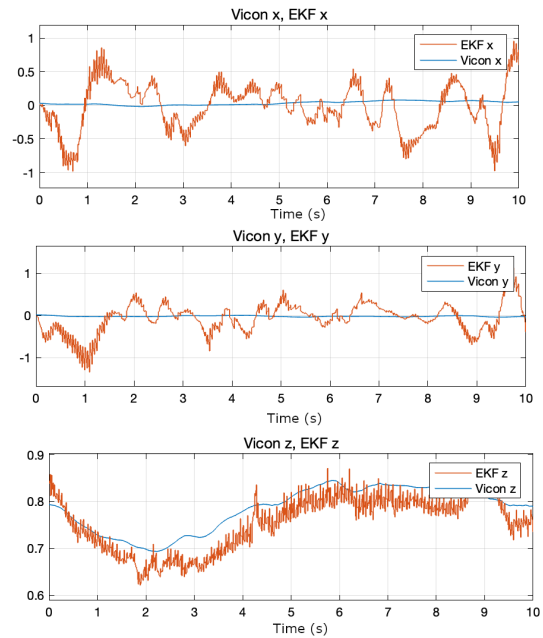 Vicon x, EKF x
EKF x
Vicon x
1
0.5
0
-0.5
-1
0 1 2 3 4 5 6 7 8 9 10
Time (s)
Vicon y, EKF y
EKF y
Vicon y
1
0
-1
0 1 2 3 4 5 6 7 8 9 10
Time (s)
Vicon z, EKF z
EKF z
Vicon z
0.9
0.8
0.7
0.6
0 1 2 3 4 5 6 7 8 9 10
Time (s)